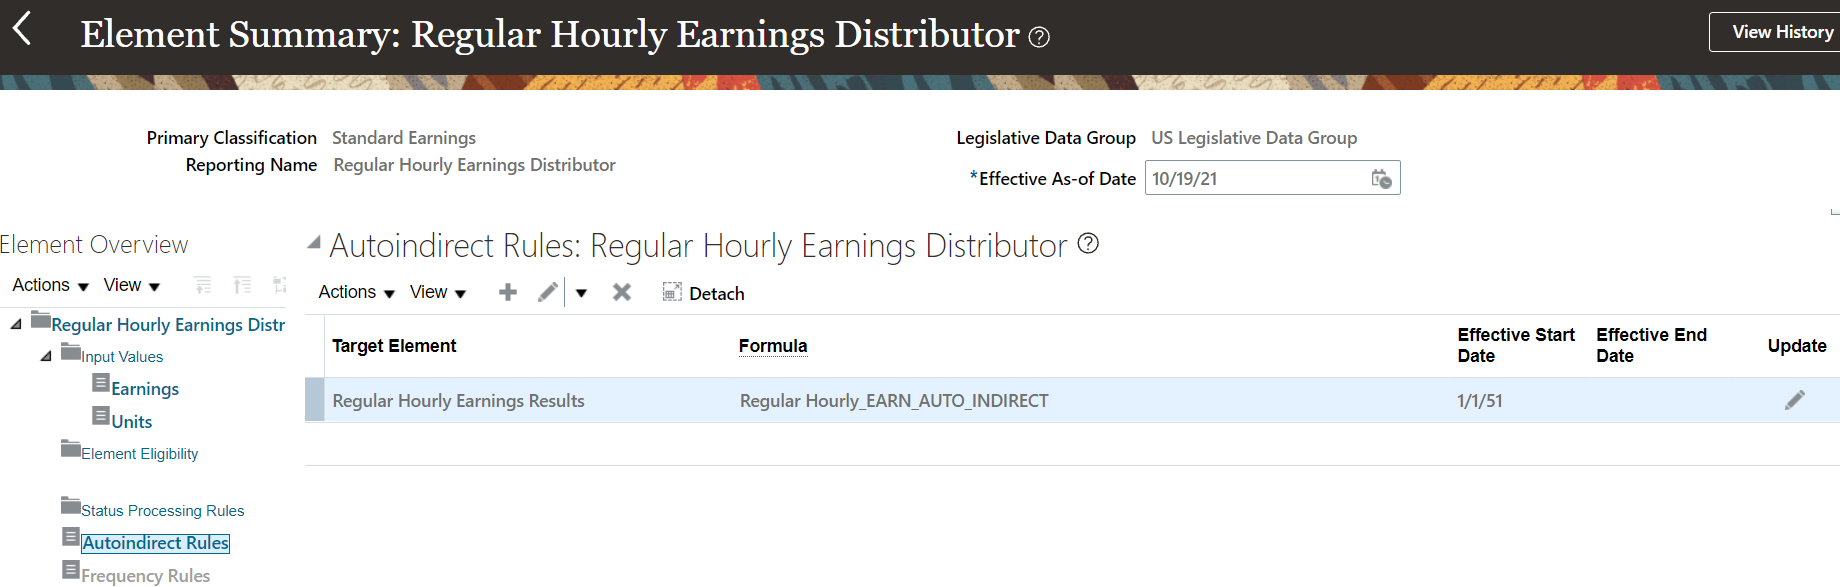 Element Summary: Regular Hourly Earnings Distributor ?
View History
Primary Classification Standard Earnings
Legislative Data Group US Legislative Data Group
Reporting Name Regular Hourly Earnings Distributor
*Effective As-of Date 10/19/21
Element Overview
Actions View
Regular Hourly Earnings Distr
Input Values
Earnings
Units
Element Eligibility
Status Processing Rules
Autoindirect Rules
Frequency Rules
Autoindirect Rules: Regular Hourly Earnings Distributor ?
Actions View Detach
Target Element Formula Effective Start Date Effective End Date Update
Regular Hourly Earnings Results Regular Hourly_EARN_AUTO_INDIRECT 1/1/51